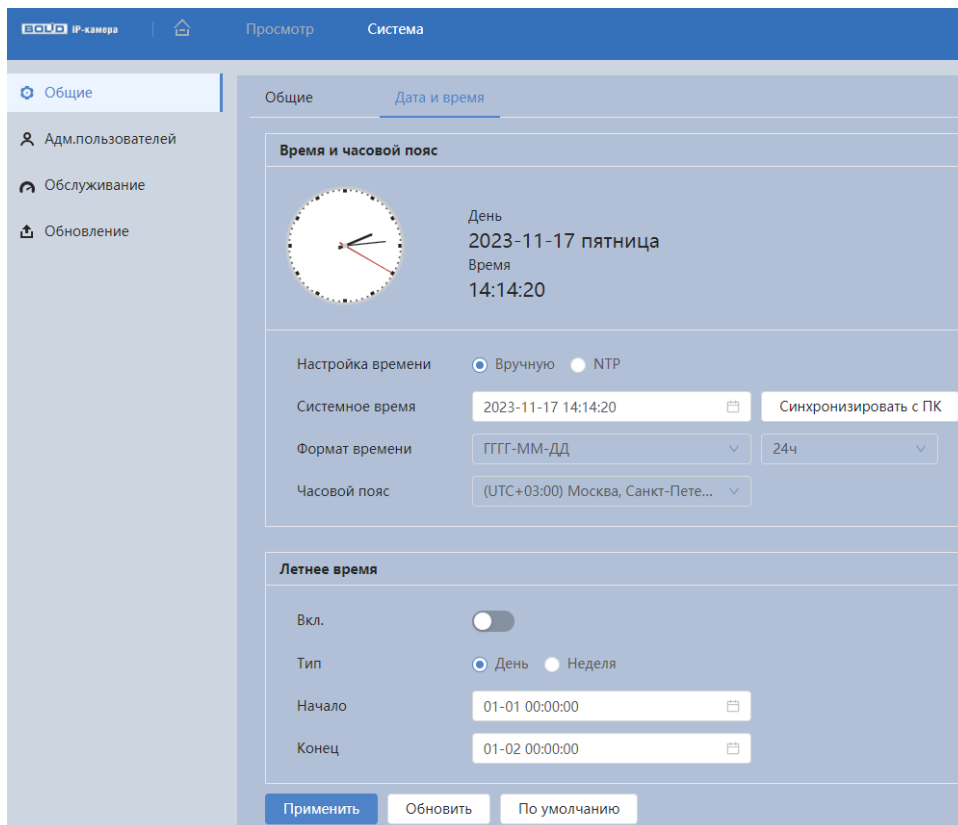 BOLID IP-камера Просмотр Система
Общие
Адм.пользователей
Обслуживание
Обновление
Общие Дата и время
Время и часовой пояс
День
2023-11-17 пятница
Время
14:14:20
Настройка времени Вручную NTP
Системное время 2023-11-17 14:14:20 Синхронизировать с ПК
Формат времени ГГГГ-ММ-ДД 24ч
Часовой пояс (UTC+03:00) Москва, Санкт-Пете...
Летнее время
Вкл.
Тип День Неделя
Начало 01-01 00:00:00
Конец 01-02 00:00:00
Применить Обновить По умолчанию